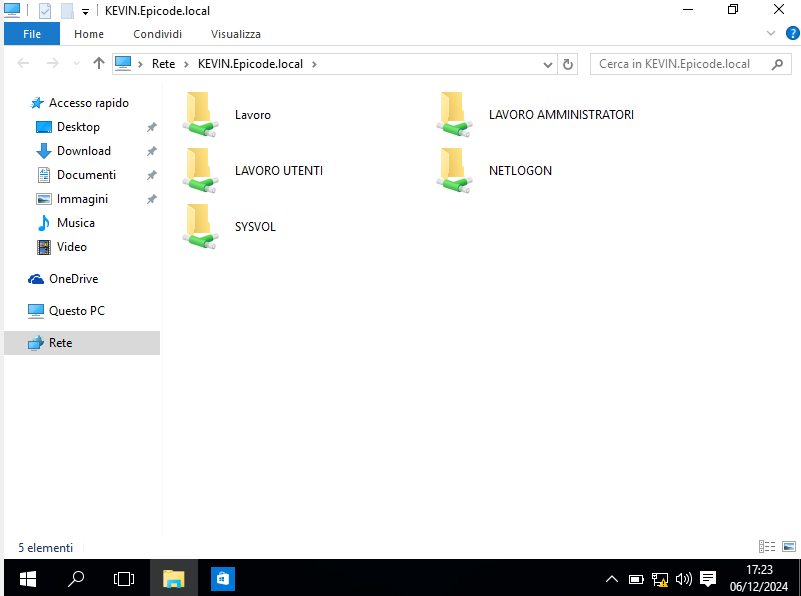 KEVIN.Epicode.local
File Home Condividi Visualizza
Rete KEVIN.Epicode.local Cerca in KEVIN.Epicode.local
Accesso rapido
Desktop
Download
Documenti
Immagini
Musica
Video
OneDrive
Questo PC
Rete
Lavoro
LAVORO AMMINISTRATORI
LAVORO UTENTI
NETLOGON
SYSVOL
5 elementi
17:23
06/12/2024